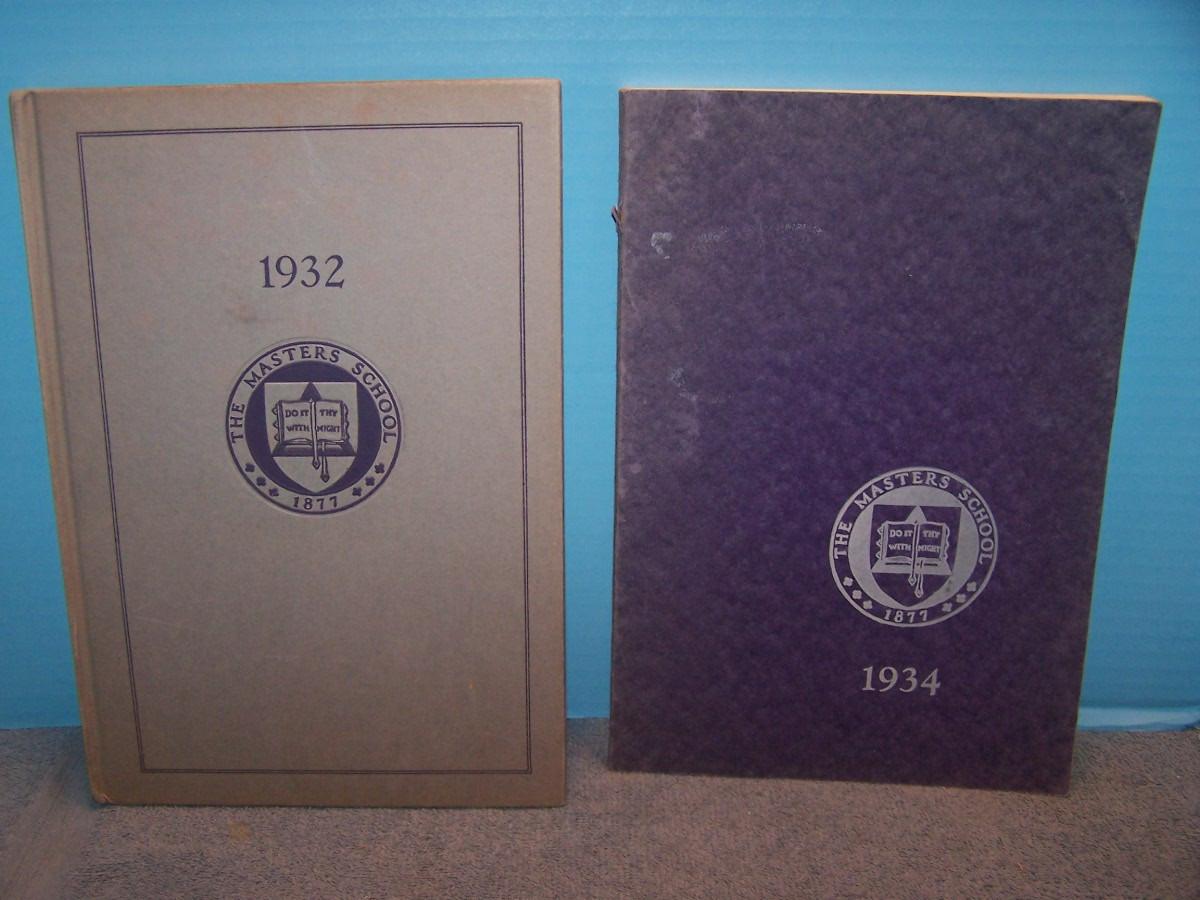 1932
THE MASTERS SCHOOL
DO IT THY
WITH MIGHT
1877
THE MASTERS SCHOOL
DO IT THY
WITH MIGHT
1877
1934